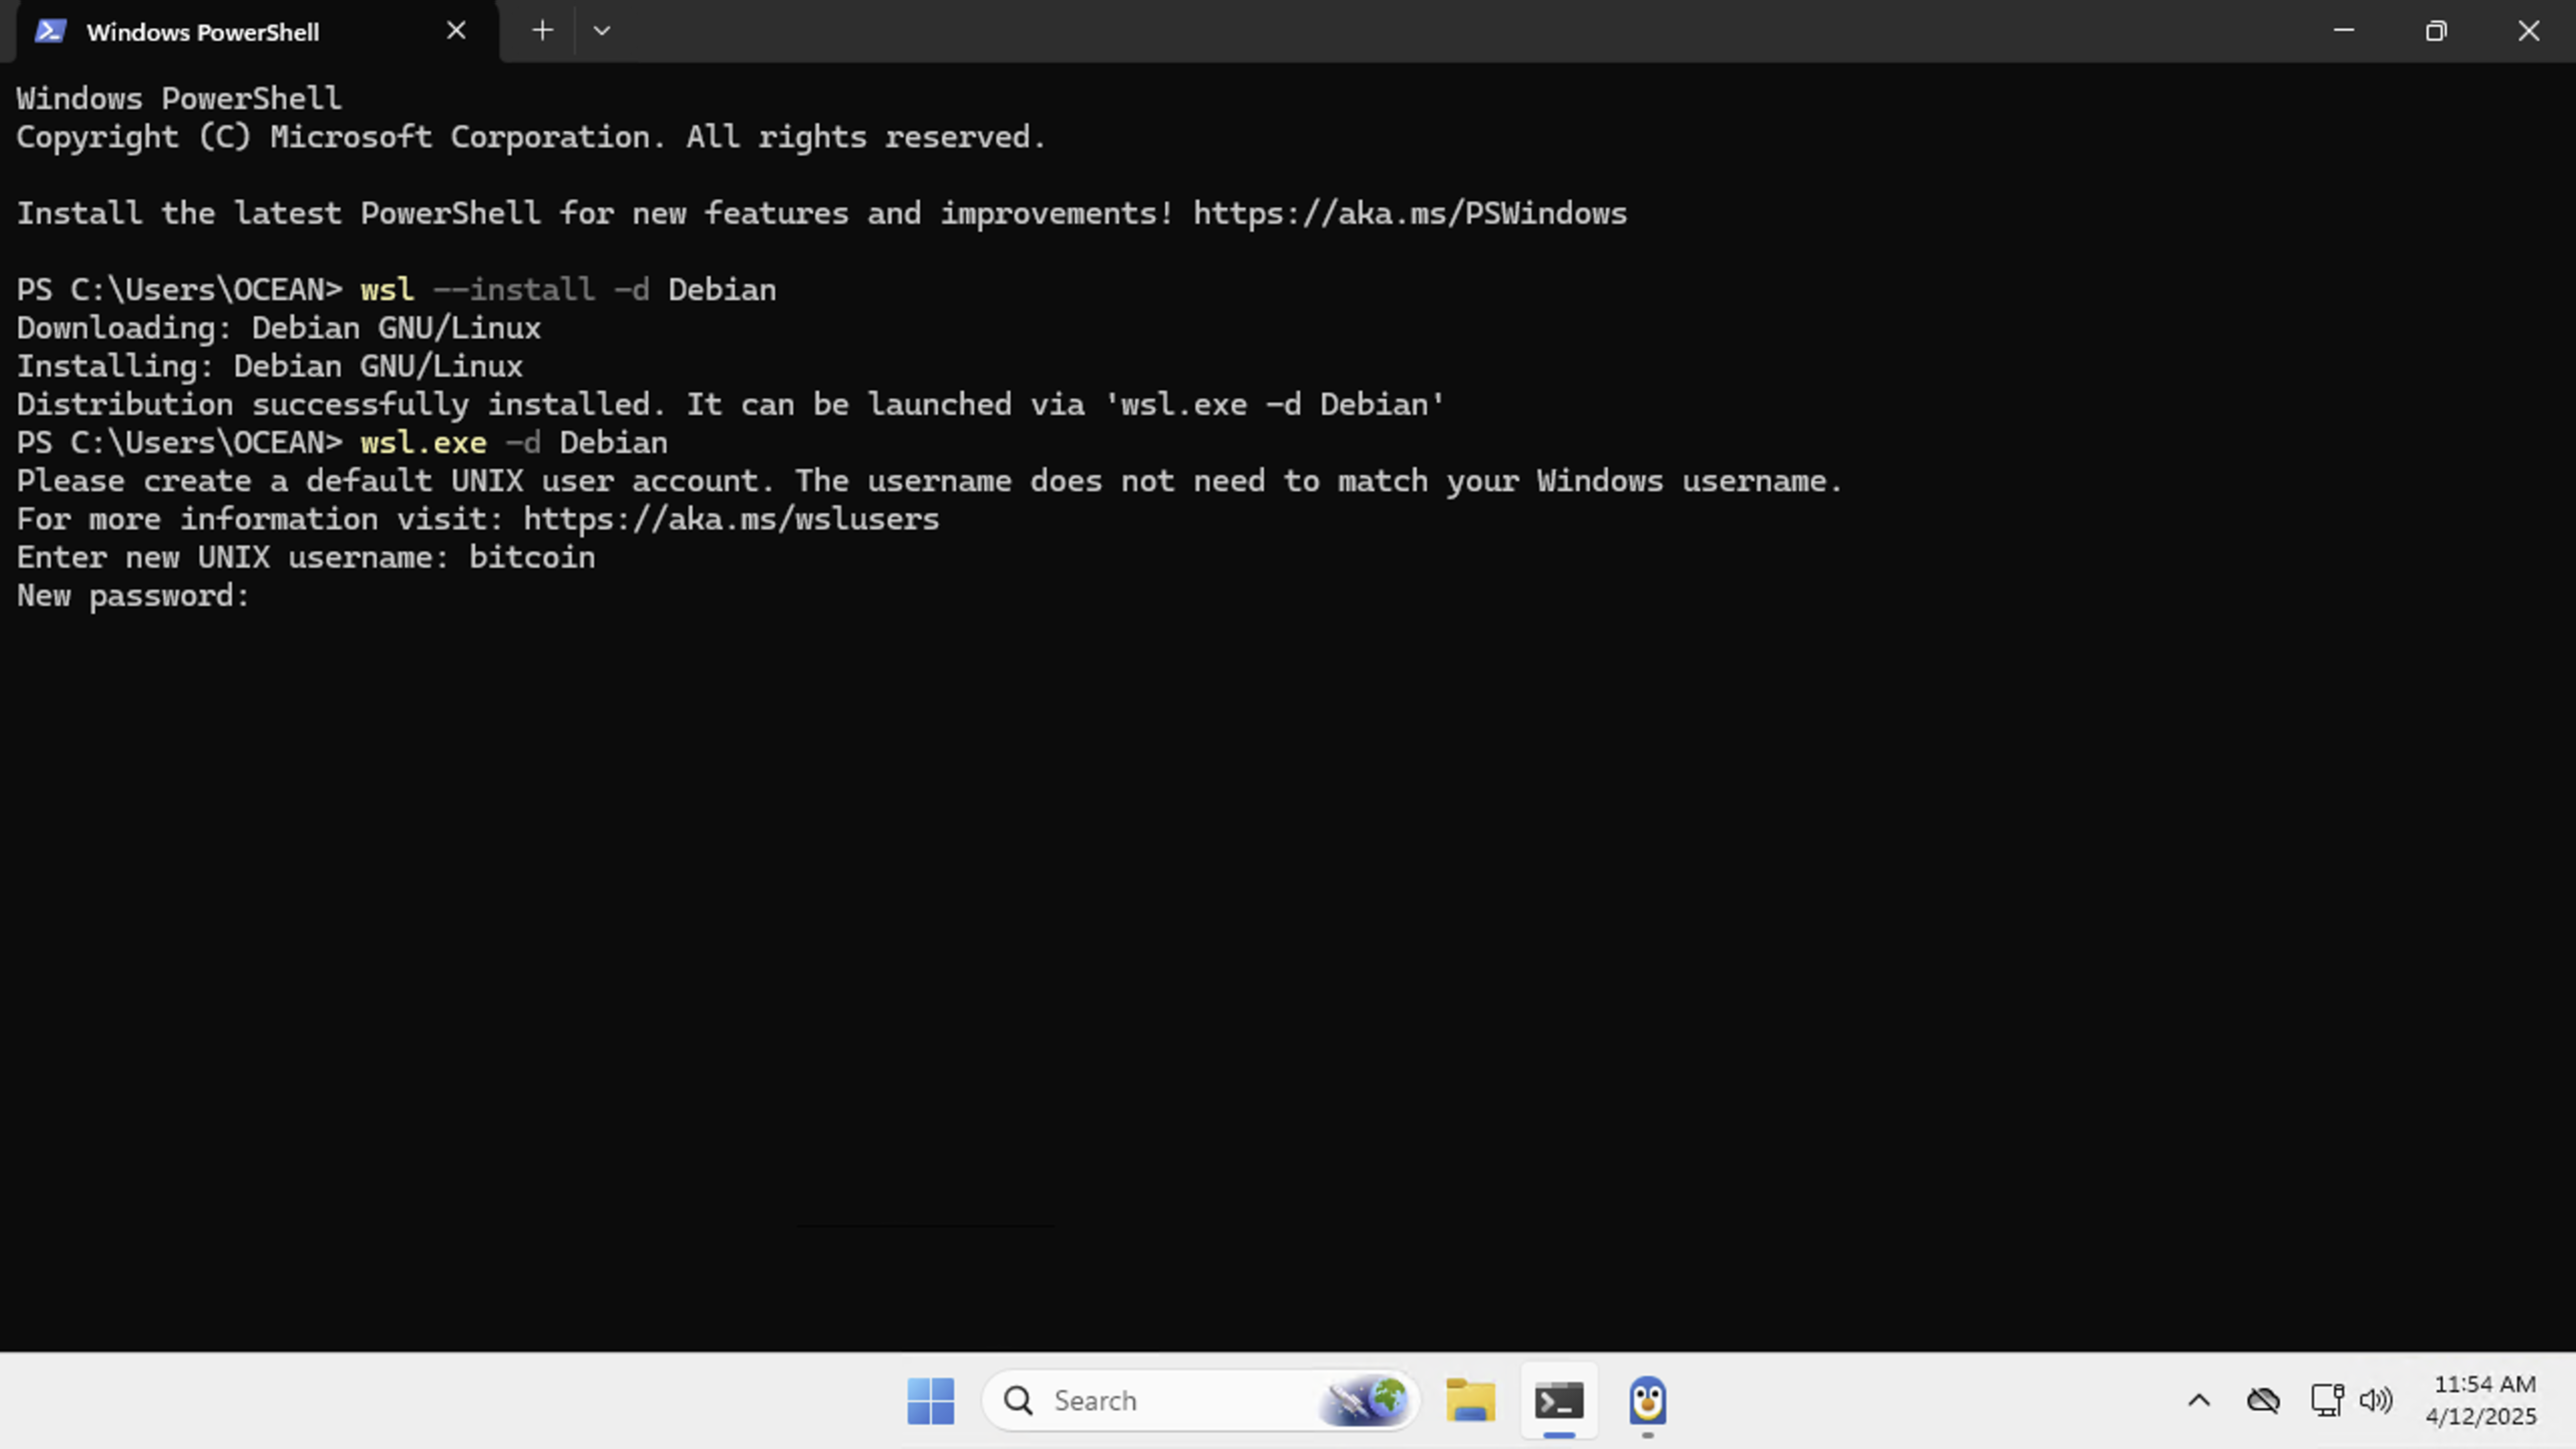 Windows PowerShell
Windows PowerShell
Copyright (C) Microsoft Corporation. All rights reserved.
Install the latest PowerShell for new features and improvements! https://aka.ms/PSWindows
PS C:\Users\OCEAN> wsl --install -d Debian
Downloading: Debian GNU/Linux
Installing: Debian GNU/Linux
Distribution successfully installed. It can be launched via 'wsl.exe -d Debian'
PS C:\Users\OCEAN> wsl.exe -d Debian
Please create a default UNIX user account. The username does not need to match your Windows username.
For more information visit: https://aka.ms/wslusers
Enter new UNIX username: bitcoin
New password:
Search
11:54 AM
4/12/2025